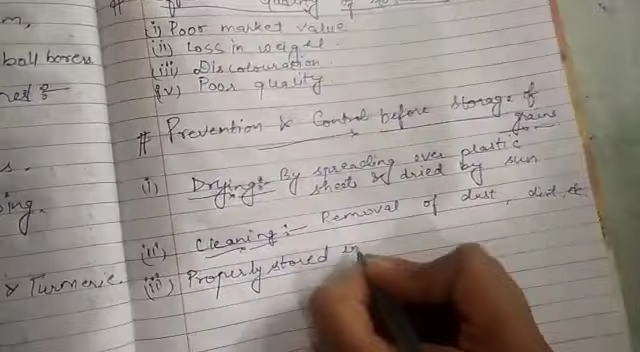 m,
ball borers
#
(i) Poor market value
(ii) Loss in weight
(iii) Discolouration
(iv) Poor quality
# Prevention & Control before storage of
grains
(i) Drying:- By spreading over plastic
sheets & dried by sun
(ii) Cleaning:- Removal of dust, dirt, etc.
(iii) Properly stored in
s.
ing.
Turmeric.